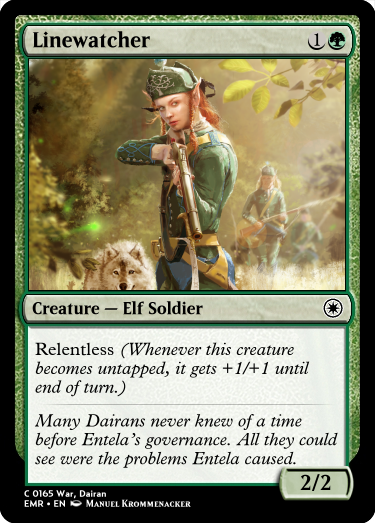 Linewatcher 1
Creature — Elf Soldier
Relentless (Whenever this creature
becomes untapped, it gets +1/+1 until
end of turn.)
Many Dairans never knew of a time
before Entela's governance. All they could
see were the problems Entela caused.
2/2
C 0165 War, Dairan
EMR • EN Manuel Krommenacker